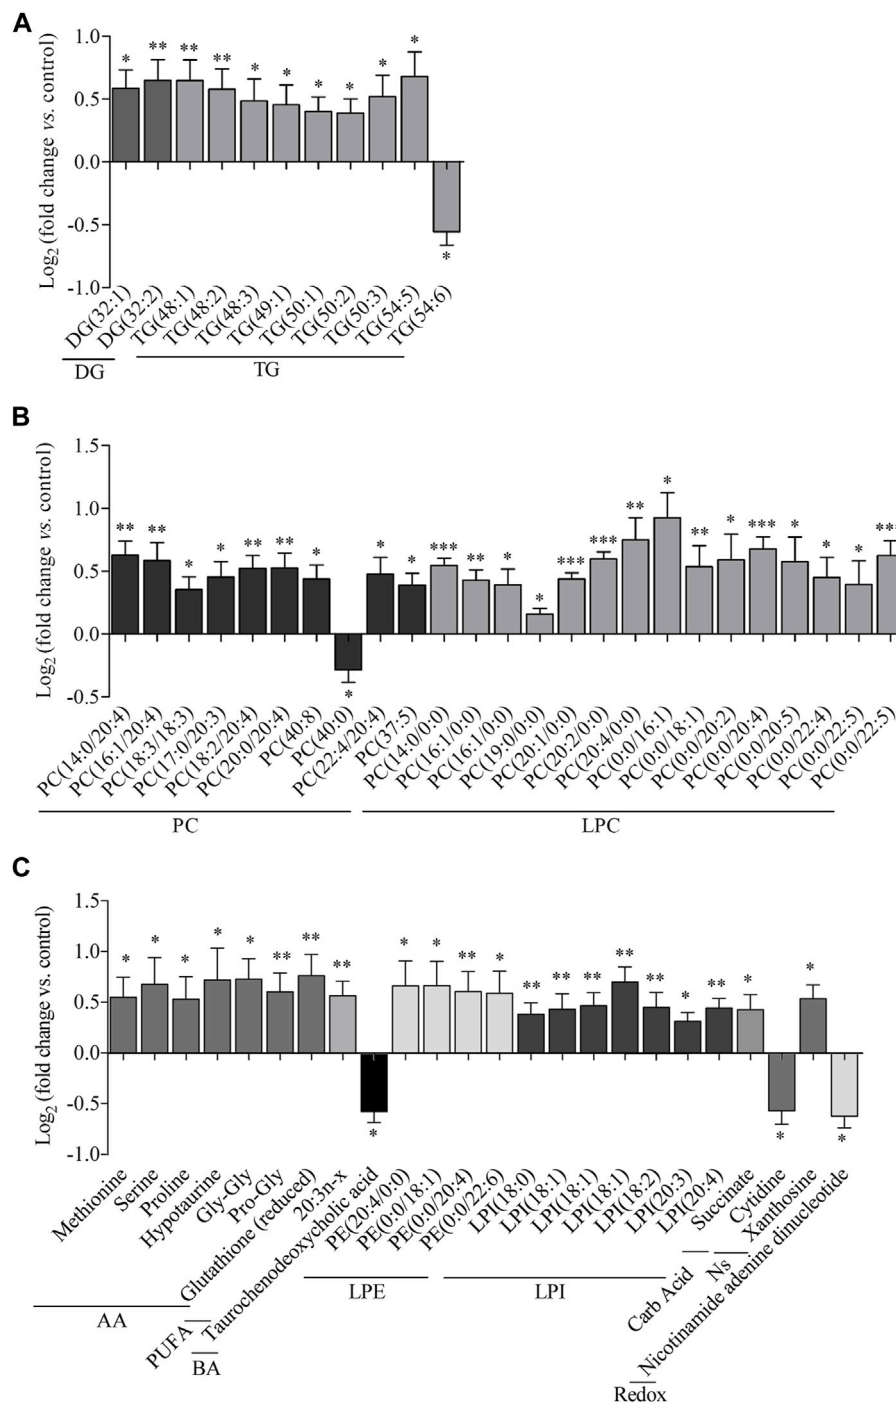 A
Log2 (fold change vs. control)
1.0
0.5
0.0
-0.5
-1.0
* ** ** ** * * * * * * *
DG(32:1)
DG(32:2)
TG(48:1)
TG(48:2)
TG(48:3)
TG(49:1)
TG(50:1)
TG(50:2)
TG(50:3)
TG(54:5)
TG(54:6)
DG
TG
B
Log2 (fold change vs. control)
1.5
1.0
0.5
0.0
-0.5
** ** * * ** ** * * * * *** ** * * *** *** ** * ** * *** * * * ***
PC(14:0/20:4)
PC(16:1/20:4)
PC(18:3/18:3)
PC(17:0/20:3)
PC(18:2/20:4)
PC(20:0/20:4)
PC(40:8)
PC(40:0)
PC(22:4/20:4)
PC(37:5)
PC(14:0/0:0)
PC(16:1/0:0)
PC(16:1/0:0)
PC(19:0/0:0)
PC(20:1/0:0)
PC(20:2/0:0)
PC(20:4/0:0)
PC(0:0/16:1)
PC(0:0/18:1)
PC(0:0/20:2)
PC(0:0/20:4)
PC(0:0/20:5)
PC(0:0/22:4)
PC(0:0/22:5)
PC(0:0/22:5)
PC
LPC
C
Log2 (fold change vs. control)
1.5
1.0
0.5
0.0
-0.5
-1.0
* * * * * ** ** ** * * * ** * ** ** ** ** ** * ** * * * *
Methionine
Serine
Proline
Hypotaurine
Gly-Gly
Pro-Gly
Glutathione (reduced)
20:3n-x
Taurochenodeoxycholic acid
PE(20:4/0:0)
PE(0:0/18:1)
PE(0:0/20:4)
PE(0:0/22:6)
LPI(18:0)
LPI(18:1)
LPI(18:1)
LPI(18:1)
LPI(18:2)
LPI(20:3)
LPI(20:4)
Succinate
Cytidine
Xanthosine
Nicotinamide adenine dinucleotide
AA
PUFA
BA
LPE
LPI
Carb Acid
Ns
Redox